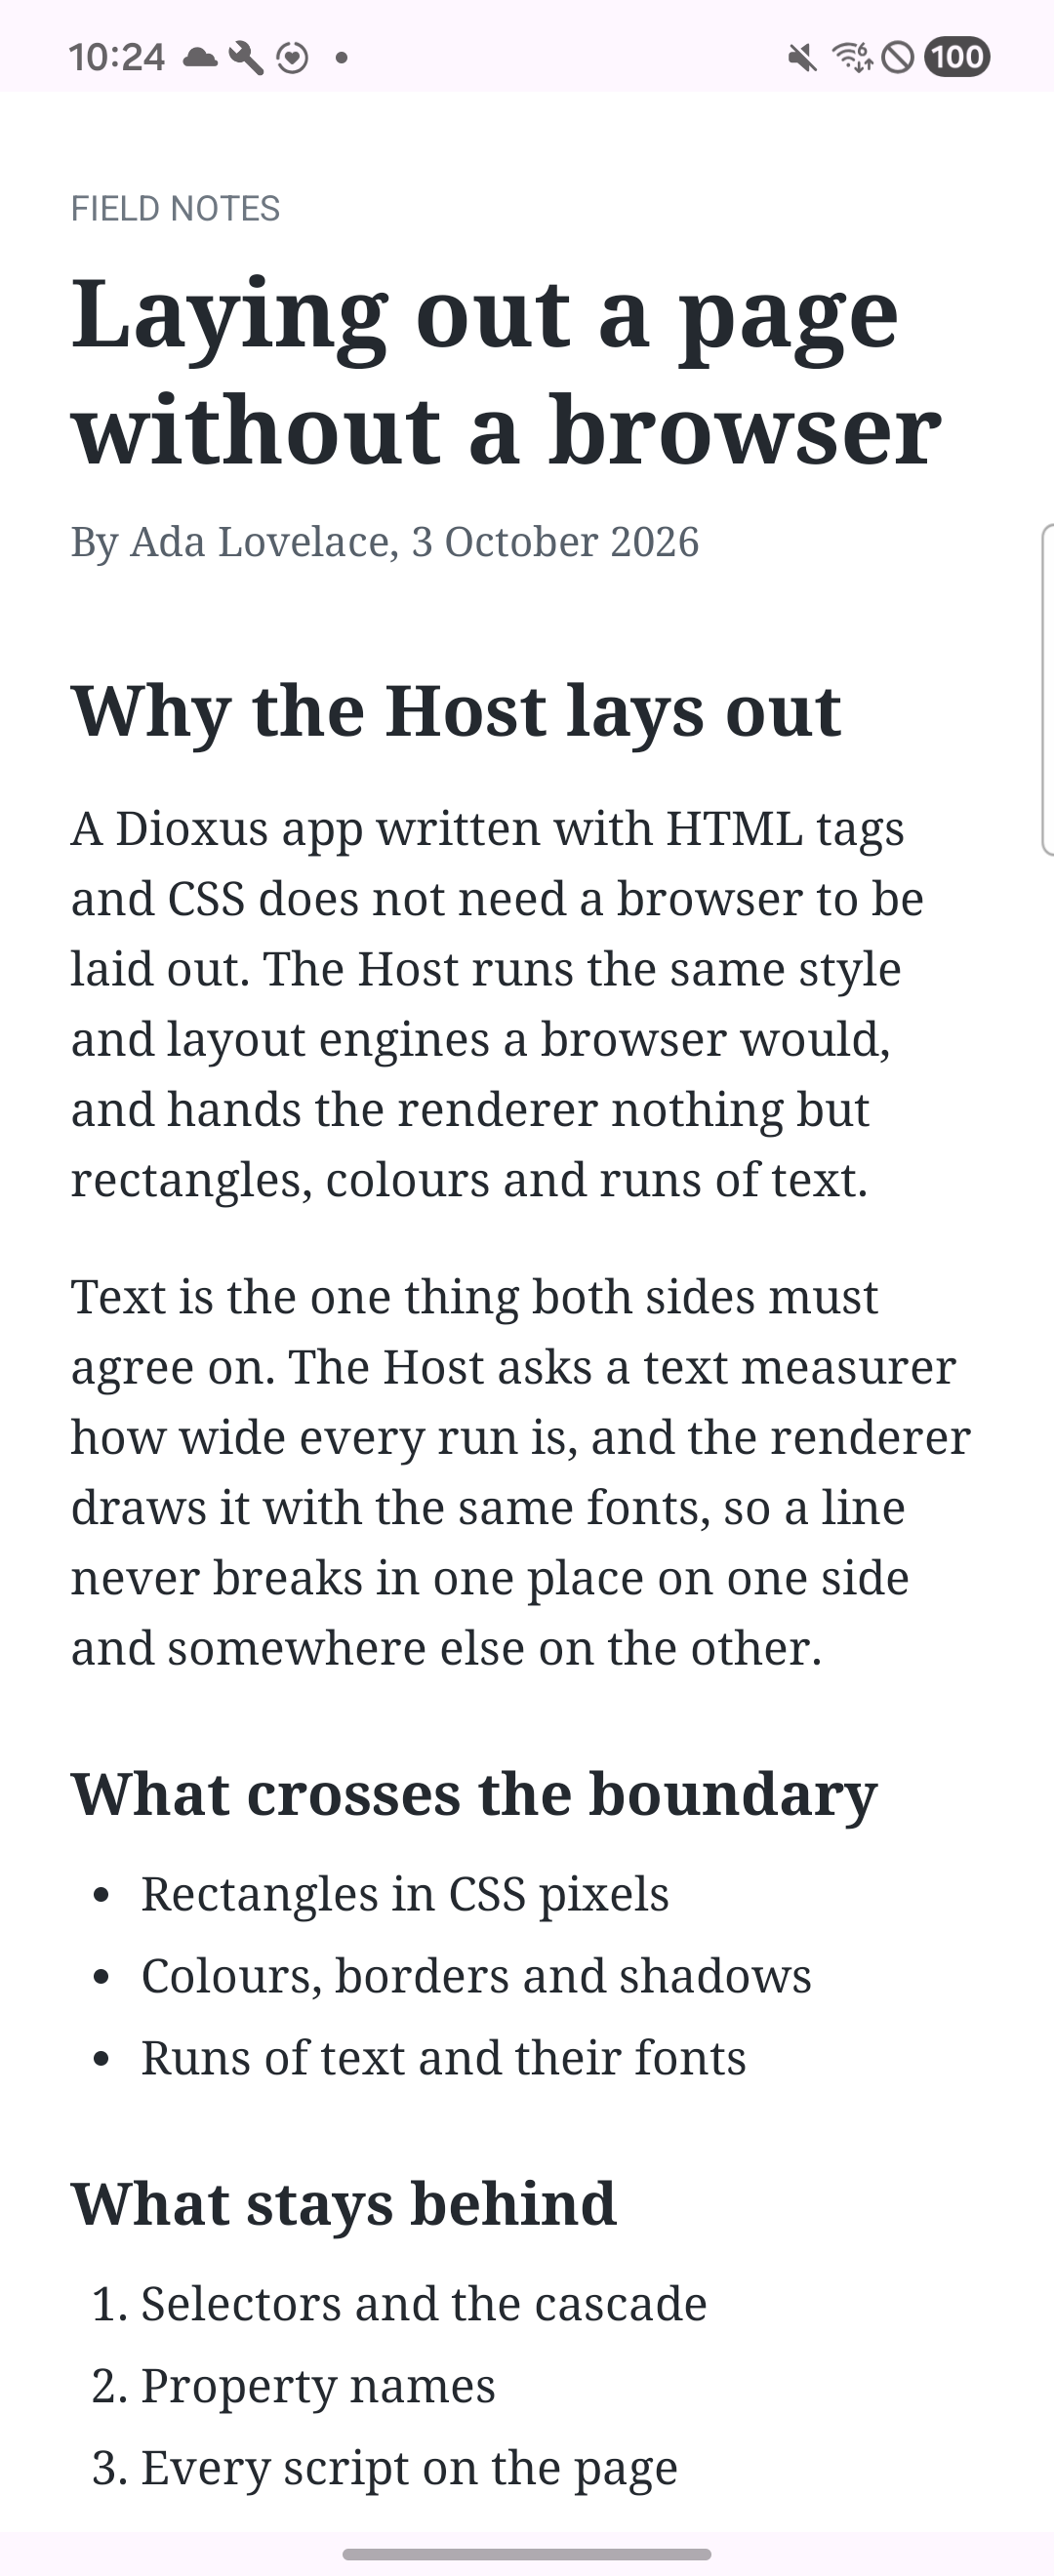 10:24
6
100
FIELD NOTES
Laying out a page
without a browser
By Ada Lovelace, 3 October 2026
Why the Host lays out
A Dioxus app written with HTML tags
and CSS does not need a browser to be
laid out. The Host runs the same style
and layout engines a browser would,
and hands the renderer nothing but
rectangles, colours and runs of text.
Text is the one thing both sides must
agree on. The Host asks a text measurer
how wide every run is, and the renderer
draws it with the same fonts, so a line
never breaks in one place on one side
and somewhere else on the other.
What crosses the boundary
• Rectangles in CSS pixels
• Colours, borders and shadows
• Runs of text and their fonts
What stays behind
1. Selectors and the cascade
2. Property names
3. Every script on the page